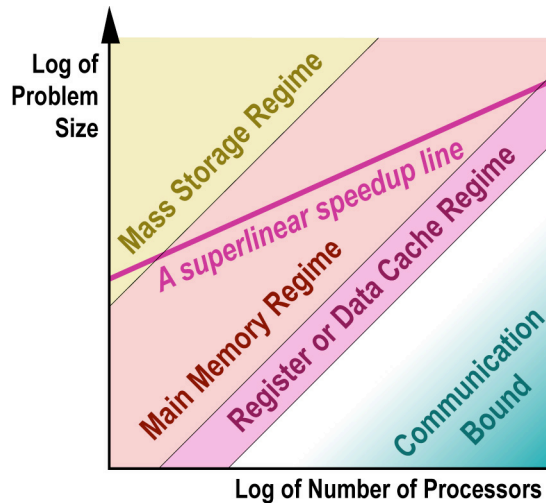 Log of
Problem
Size
Mass Storage Regime
A superlinear speedup line
Main Memory Regime
Register or Data Cache Regime
Communication
Bound
Log of Number of Processors